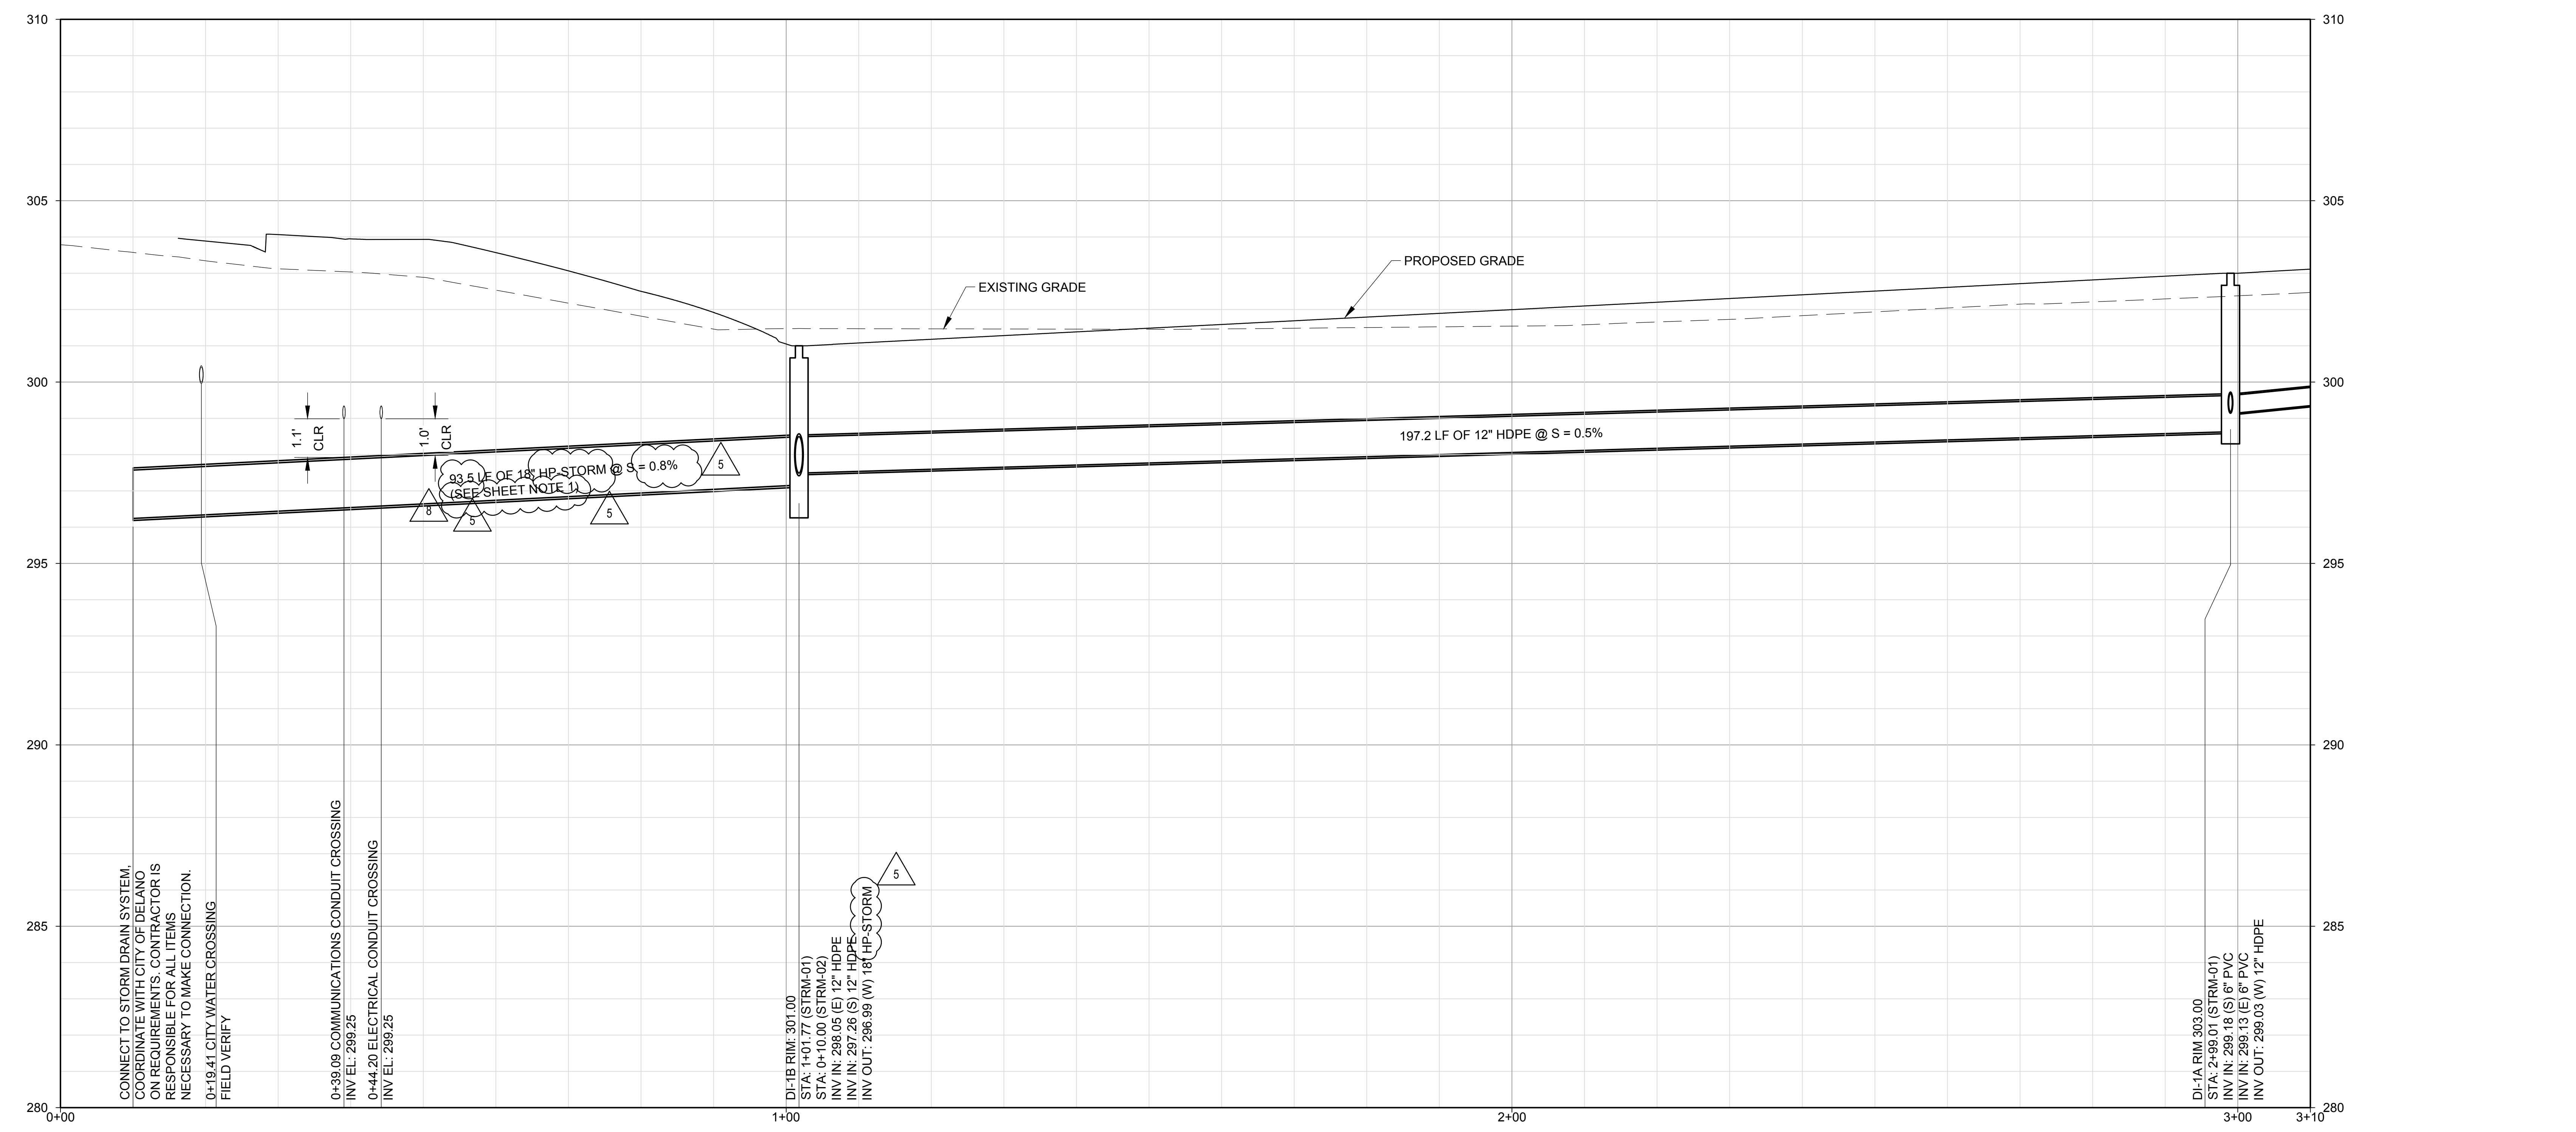 310
310
305
305
PROPOSED GRADE
EXISTING GRADE
300
300
1.1'
CLR
1.0'
CLR
197.2 LF OF 12" HDPE @ S = 0.5%
93.5 LF OF 18" HP-STORM @ S = 0.8%
(SEE SHEET NOTE 1)
5
8
5
5
295
295
290
290
5
285
285
CONNECT TO STORM DRAIN SYSTEM,
COORDINATE WITH CITY OF DELANO
ON REQUIREMENTS. CONTRACTOR IS
RESPONSIBLE FOR ALL ITEMS
NECESSARY TO MAKE CONNECTION.
0+19.41 CITY WATER CROSSING
FIELD VERIFY
0+39.09 COMMUNICATIONS CONDUIT CROSSING
INV EL: 299.25
0+44.20 ELECTRICAL CONDUIT CROSSING
INV EL: 299.25
DI-1B RIM: 301.00
STA: 1+01.77 (STRM-01)
STA: 0+10.00 (STRM-02)
INV IN: 298.05 (E) 12" HDPE
INV IN: 297.26 (S) 12" HDPE
INV OUT: 296.99 (W) 18" HP-STORM
DI-1A RIM 303.00
STA: 2+99.01 (STRM-01)
INV IN: 299.18 (S) 6" PVC
INV IN: 299.13 (E) 6" PVC
INV OUT: 299.03 (W) 12" HDPE
280
280
0+00
1+00
2+00
3+00
3+10